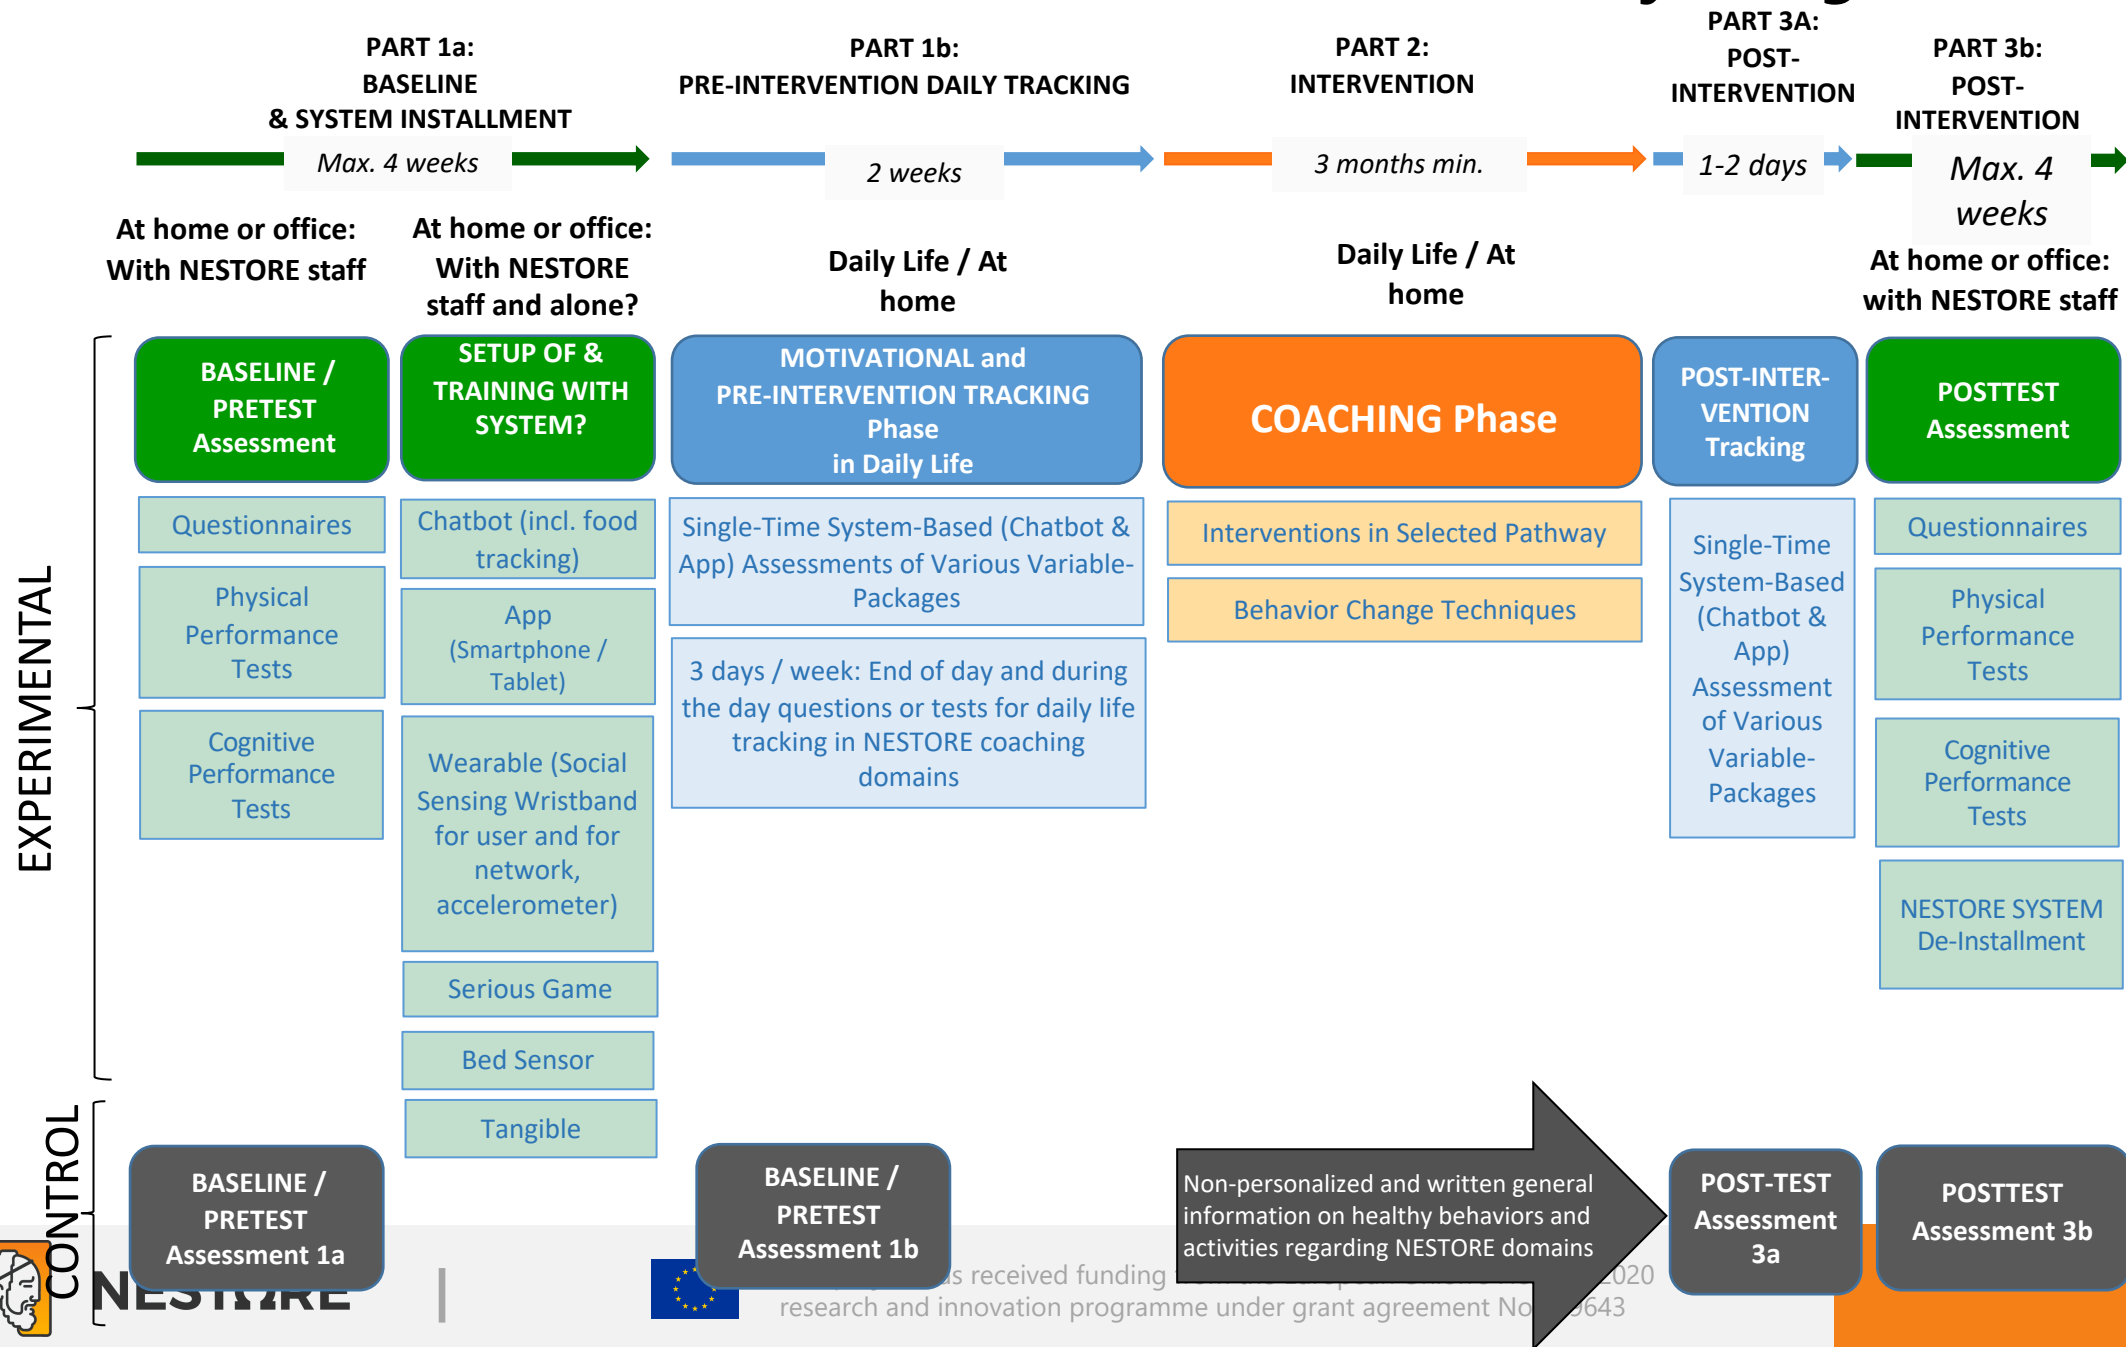 PART 1a:
BASELINE
& SYSTEM INSTALLMENT
Max. 4 weeks
PART 1b:
PRE-INTERVENTION DAILY TRACKING
2 weeks
PART 2:
INTERVENTION
3 months min.
PART 3A:
POST-
INTERVENTION
1-2 days
PART 3b:
POST-
INTERVENTION
Max. 4
weeks
At home or office:
With NESTORE staff
At home or office:
With NESTORE
staff and alone?
Daily Life / At
home
Daily Life / At
home
At home or office:
with NESTORE staff
EXPERIMENTAL
BASELINE /
PRETEST
Assessment
Questionnaires
Physical
Performance
Tests
Cognitive
Performance
Tests
SETUP OF &
TRAINING WITH
SYSTEM?
Chatbot (incl. food
tracking)
App
(Smartphone /
Tablet)
Wearable (Social
Sensing Wristband
for user and for
network,
accelerometer)
Serious Game
Bed Sensor
Tangible
MOTIVATIONAL and
PRE-INTERVENTION TRACKING
Phase
in Daily Life
Single-Time System-Based (Chatbot &
App) Assessments of Various Variable-
Packages
3 days / week: End of day and during
the day questions or tests for daily life
tracking in NESTORE coaching
domains
COACHING Phase
Interventions in Selected Pathway
Behavior Change Techniques
POST-INTER-
VENTION
Tracking
Single-Time
System-Based
(Chatbot &
App)
Assessment
of Various
Variable-
Packages
POSTTEST
Assessment
Questionnaires
Physical
Performance
Tests
Cognitive
Performance
Tests
NESTORE SYSTEM
De-Installment
CONTROL
BASELINE /
PRETEST
Assessment 1a
BASELINE /
PRETEST
Assessment 1b
Non-personalized and written general
information on healthy behaviors and
activities regarding NESTORE domains
POST-TEST
Assessment
3a
POSTTEST
Assessment 3b
NESTORE
received funding
research and innovation programme under grant agreement No